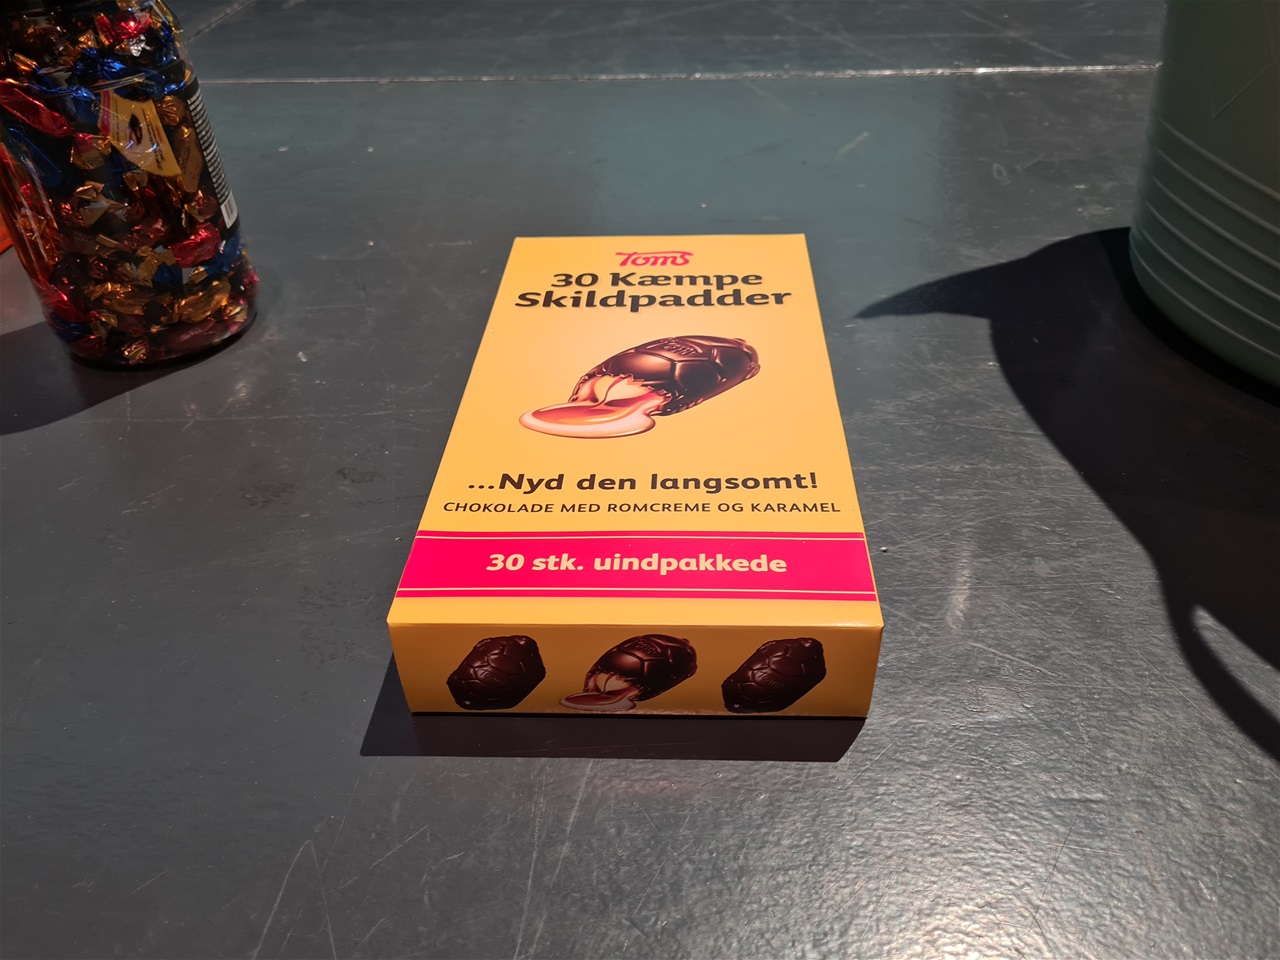 Toms
30 Kæmpe
Skildpadder
...Nyd den langsomt!
CHOKOLADE MED ROMCREME OG KARAMEL
30 stk. uindpakkede